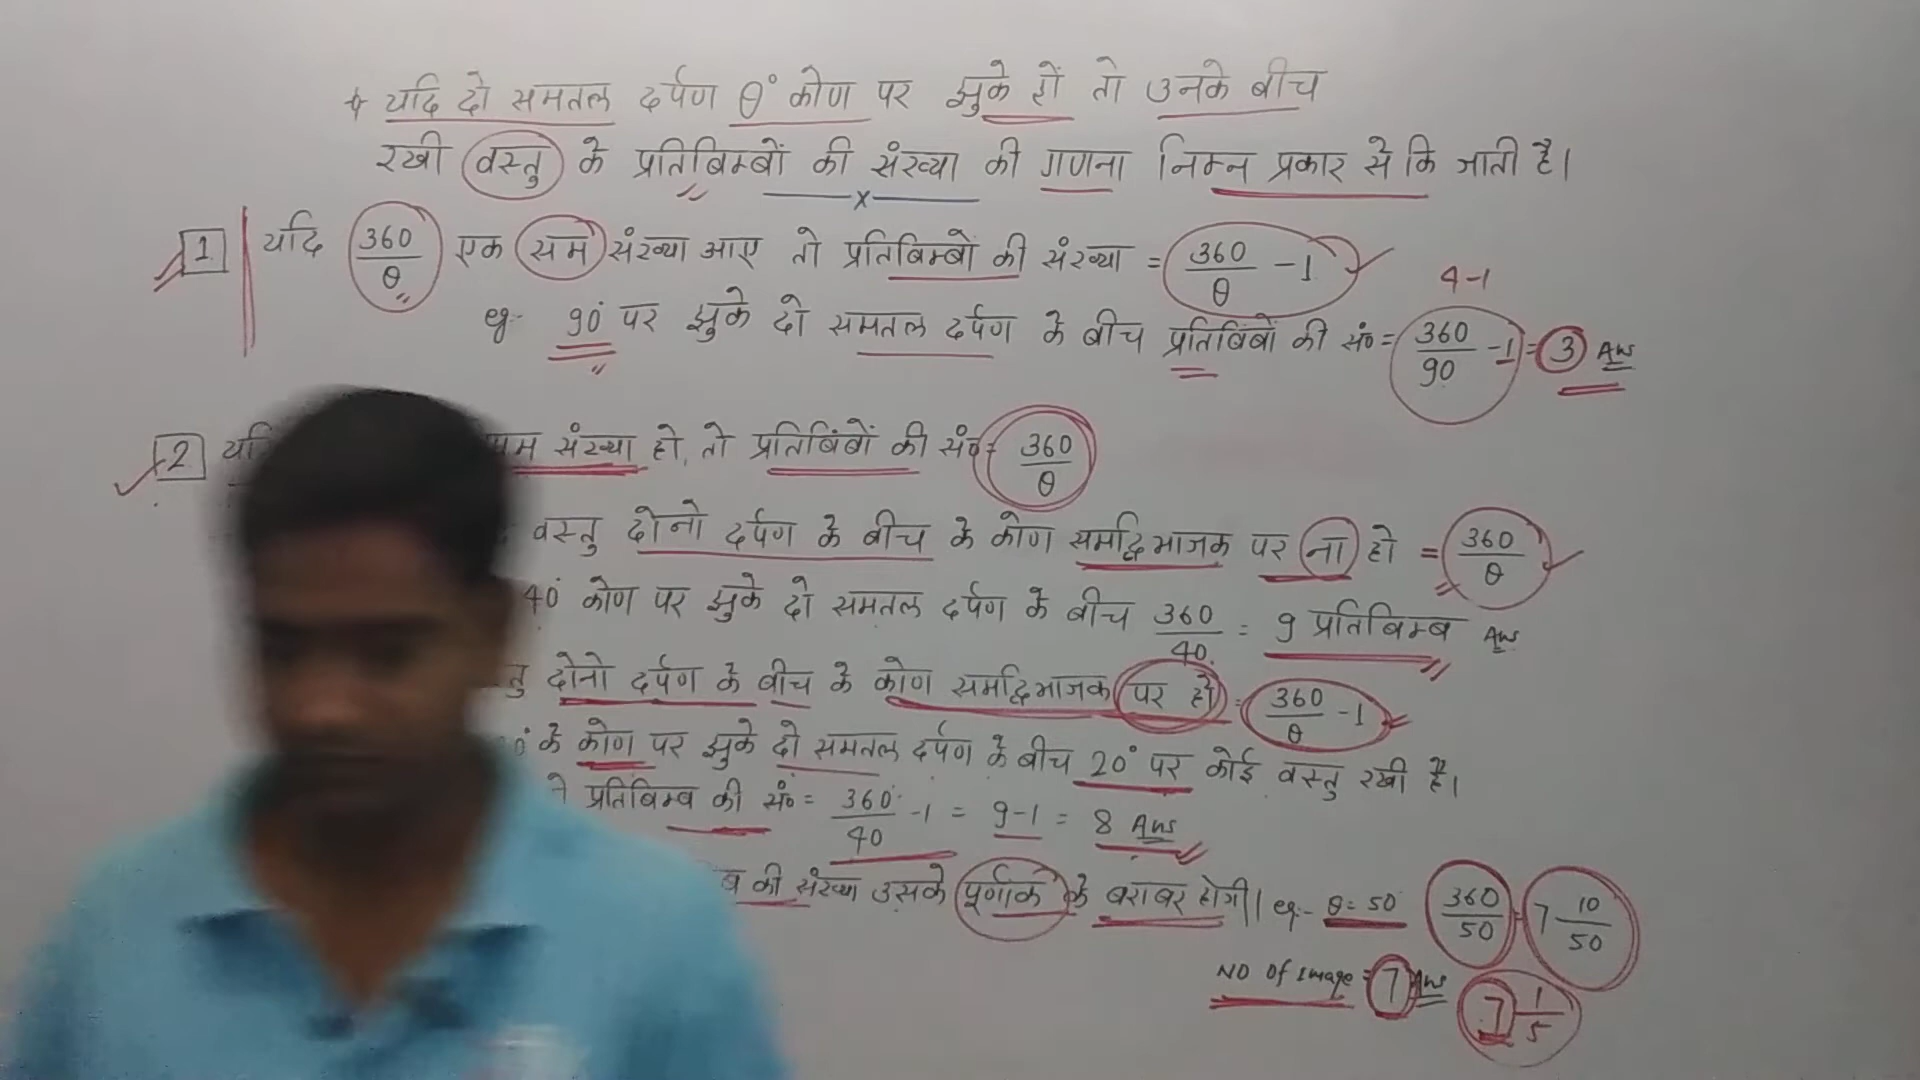 * यदि दो समतल दर्पण θ° कोण पर झुके हों तो उनके बीच
रखी वस्तु के प्रतिबिम्बों की संख्या की गणना निम्न प्रकार से कि जाती है।
1 यदि 360/θ एक सम संख्या आए तो प्रतिबिम्बों की संख्या = 360/θ - 1
4-1
eg:- 90° पर झुके दो समतल दर्पण के बीच प्रतिबिंबों की सं० = 360/90 - 1 = 3 Ans
2 संख्या हो, तो प्रतिबिंबों की सं० = 360/θ
वस्तु दोनो दर्पण के बीच के कोण समद्विभाजक पर ना हो = 360/θ
40° कोण पर झुके दो समतल दर्पण के बीच 360/40 = 9 प्रतिबिम्ब Ans
दोनो दर्पण के बीच के कोण समद्विभाजक पर हो = 360/θ - 1
के कोण पर झुके दो समतल दर्पण के बीच 20° पर कोई वस्तु रखी है।
प्रतिबिम्ब की सं० = 360/40 - 1 = 9-1 = 8 Ans
की संख्या उसके पूर्णांक के बराबर होगी। eg:- θ = 50 360/50 = 7 10/50
NO Of Image = 7 Ans 7 1/5